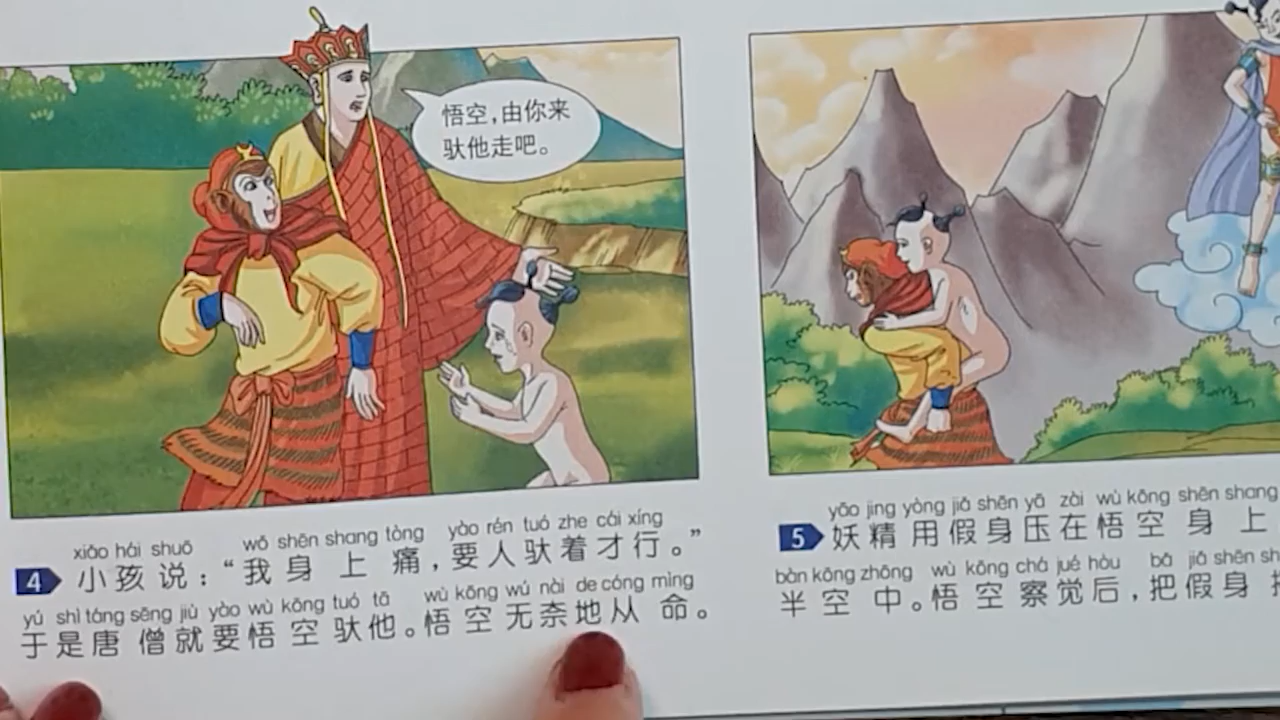 悟空，由你来
驮他走吧。
xiǎo hái shuō wǒ shēn shang tòng yào rén tuó zhe cái xíng
4 小孩说：“我身上痛，要人驮着才行。”
yú shì táng sēng jiù yào wù kōng tuó tā wù kōng wú nài de cóng mìng
于是唐僧就要悟空驮他。悟空无奈地从命。
yāo jing yòng jiǎ shēn yā zài wù kōng shēn shang
5 妖精用假身压在悟空身上
bàn kōng zhōng wù kōng chá jué hòu bǎ jiǎ shēn
半空中。悟空察觉后，把假身